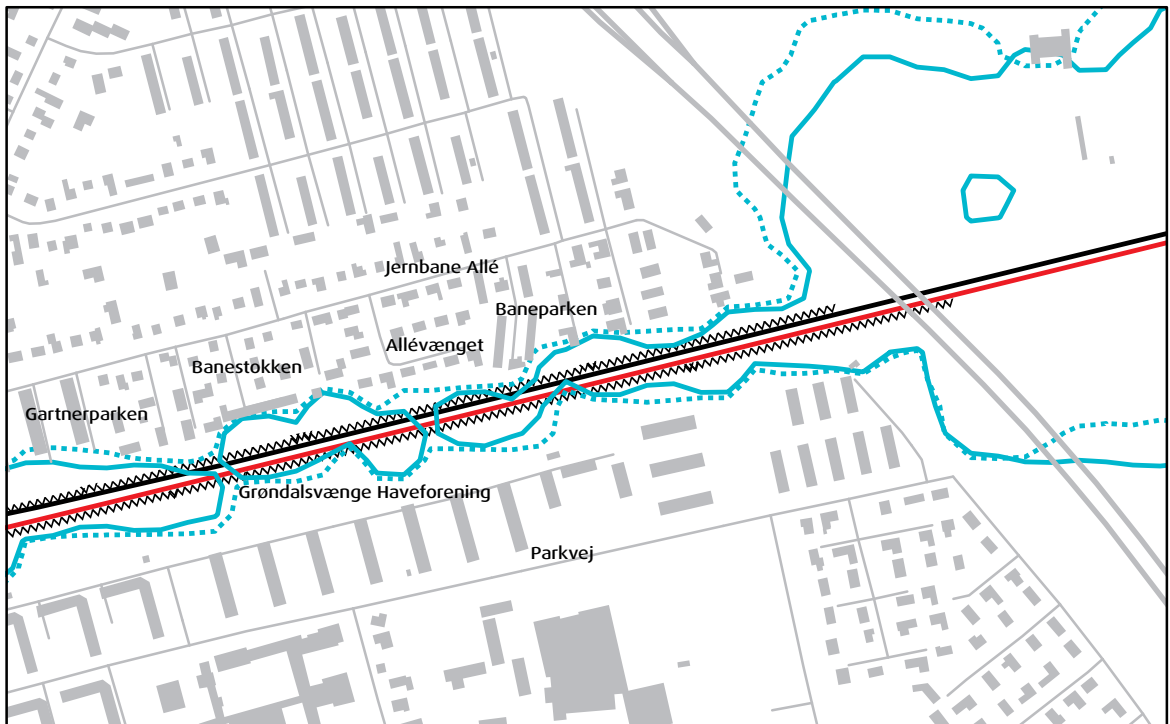 Jernbane Allé
Baneparken
Allévænget
Banestokken
Gartnerparken
Grøndalsvænge Haveforening
Parkvej